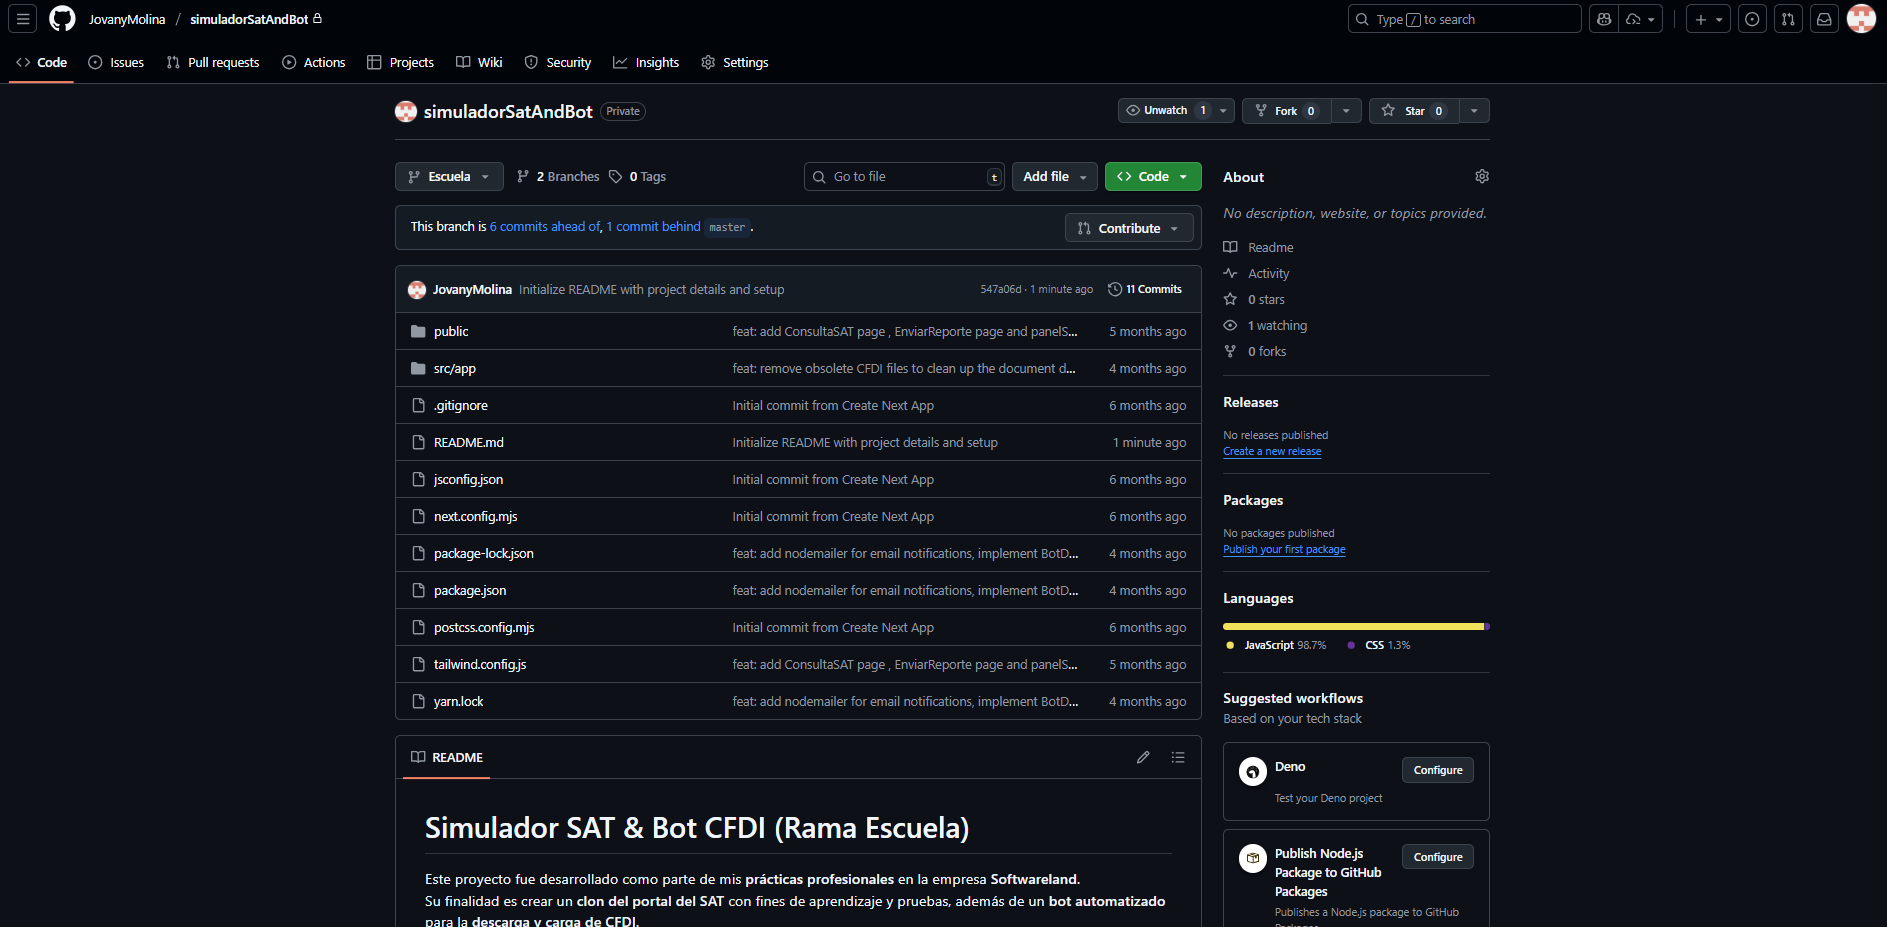 JovanyMolina / simuladorSatAndBot
Type / to search
Code Issues Pull requests Actions Projects Wiki Security Insights Settings
simuladorSatAndBot Private
Unwatch 1 Fork 0 Star 0
Escuela 2 Branches 0 Tags
Go to file t Add file Code
This branch is 6 commits ahead of, 1 commit behind master .
Contribute
JovanyMolina Initialize README with project details and setup 547a06d · 1 minute ago 11 Commits
public feat: add ConsultaSAT page , EnviarReporte page and panelS... 5 months ago
src/app feat: remove obsolete CFDI files to clean up the document d... 4 months ago
.gitignore Initial commit from Create Next App 6 months ago
README.md Initialize README with project details and setup 1 minute ago
jsconfig.json Initial commit from Create Next App 6 months ago
next.config.mjs Initial commit from Create Next App 6 months ago
package-lock.json feat: add nodemailer for email notifications, implement BotD... 4 months ago
package.json feat: add nodemailer for email notifications, implement BotD... 4 months ago
postcss.config.mjs Initial commit from Create Next App 6 months ago
tailwind.config.js feat: add ConsultaSAT page , EnviarReporte page and panelS... 5 months ago
yarn.lock feat: add nodemailer for email notifications, implement BotD... 4 months ago
README
Simulador SAT & Bot CFDI (Rama Escuela)
Este proyecto fue desarrollado como parte de mis prácticas profesionales en la empresa Softwareland.
Su finalidad es crear un clon del portal del SAT con fines de aprendizaje y pruebas, además de un bot automatizado
para la descarga y carga de CFDI.
About
No description, website, or topics provided.
Readme
Activity
0 stars
1 watching
0 forks
Releases
No releases published
Create a new release
Packages
No packages published
Publish your first package
Languages
JavaScript 98.7% CSS 1.3%
Suggested workflows
Based on your tech stack
Deno Configure
Test your Deno project
Publish Node.js Configure
Package to GitHub
Packages
Publishes a Node.js package to GitHub
Packages